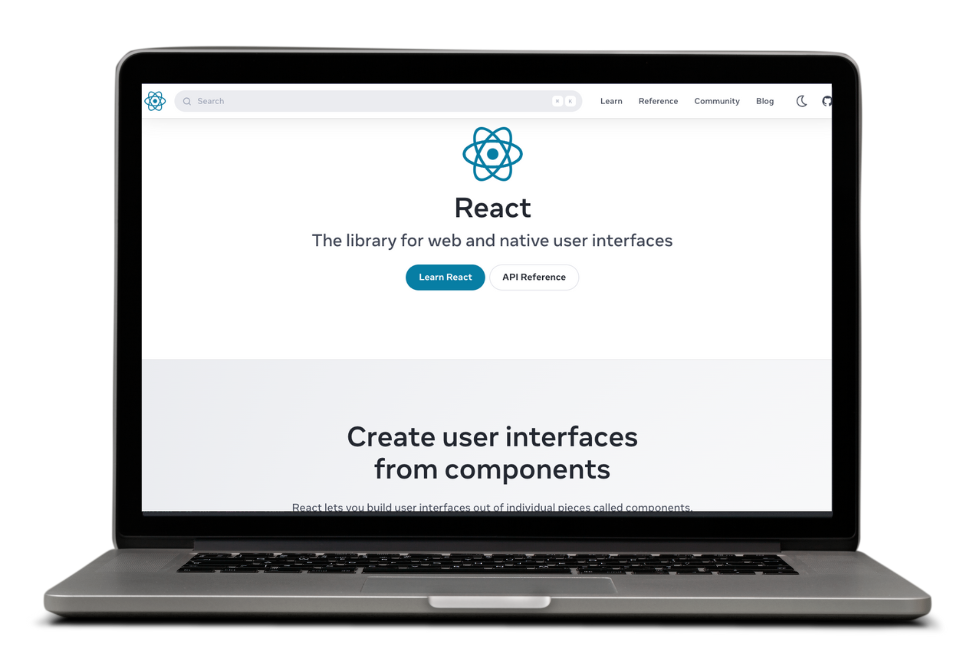 Search
Learn Reference Community Blog
React
The library for web and native user interfaces
Learn React API Reference
Create user interfaces
from components
React lets you build user interfaces out of individual pieces called components.